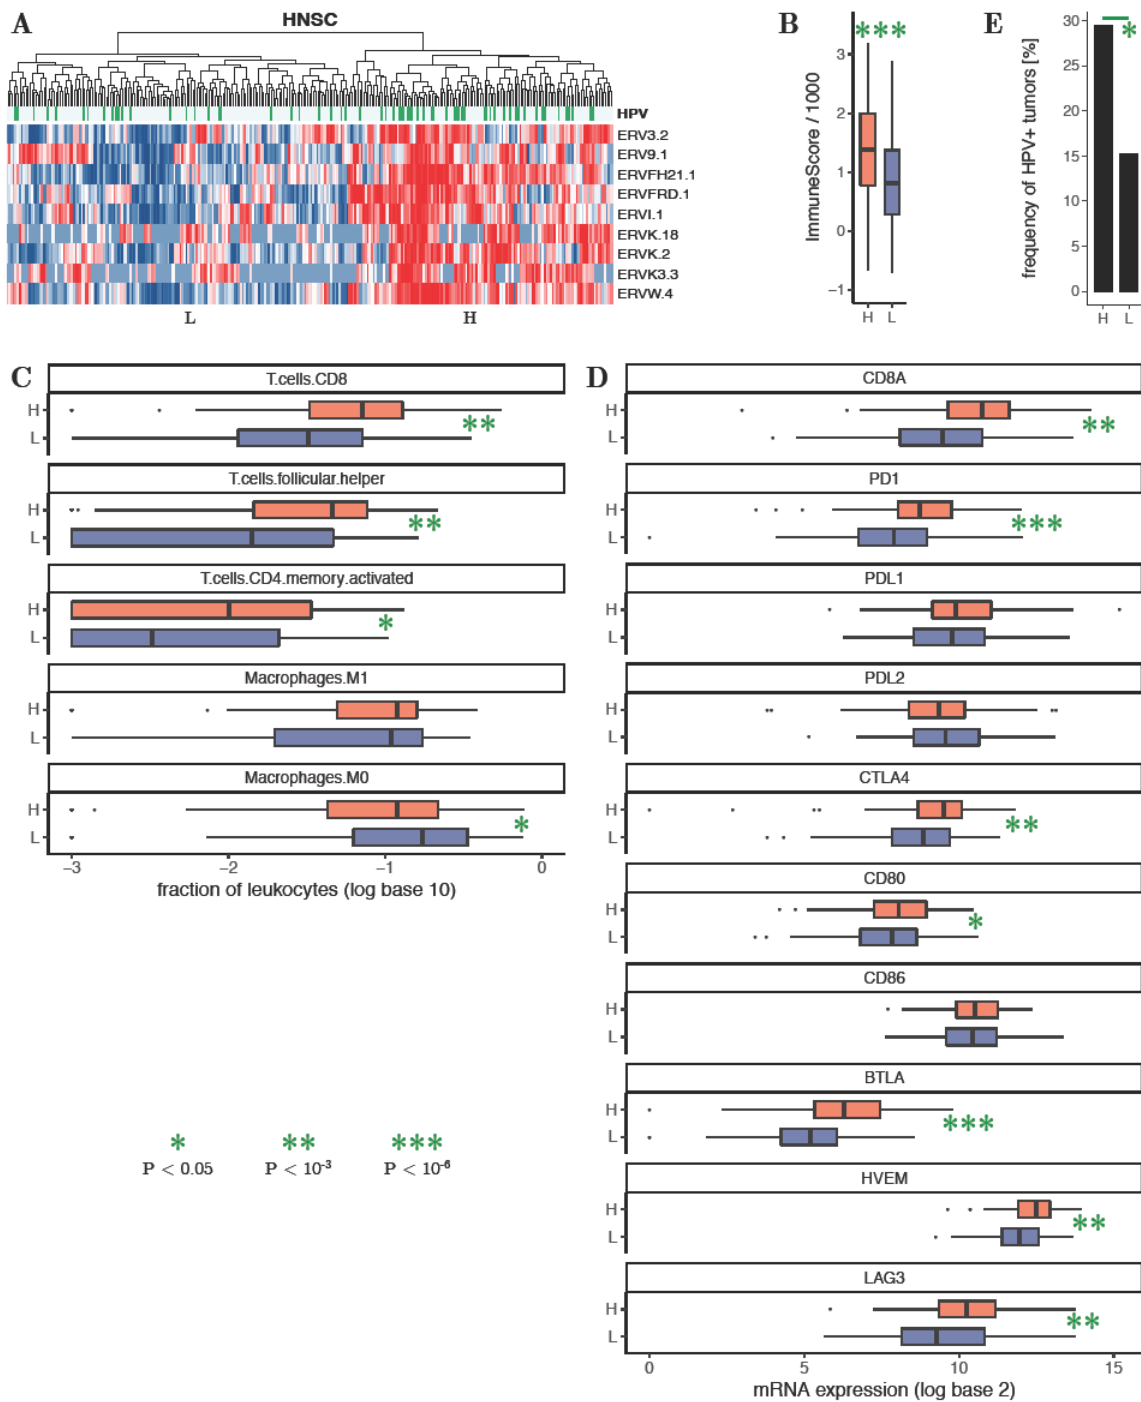 A
HNSC
HPV
ERV3.2
ERV9.1
ERVFH21.1
ERVFRD.1
ERVI.1
ERVK.18
ERVK.2
ERVK3.3
ERVW.4
L H
B
***
ImmuneScore / 1000
3
2
1
0
−1
H L
E
*
frequency of HPV+ tumors [%]
30
25
20
15
10
5
0
H L
C
T.cells.CD8
H
L
**
T.cells.follicular.helper
H
L
**
T.cells.CD4.memory.activated
H
L
*
Macrophages.M1
H
L
Macrophages.M0
H
L
*
−3 −2 −1 0
fraction of leukocytes (log base 10)
* ** ***
P < 0.05 P < 10⁻³ P < 10⁻⁶
D
CD8A
H
L
**
PD1
H
L
***
PDL1
H
L
PDL2
H
L
CTLA4
H
L
**
CD80
H
L
*
CD86
H
L
BTLA
H
L
***
HVEM
H
L
**
LAG3
H
L
**
0 5 10 15
mRNA expression (log base 2)